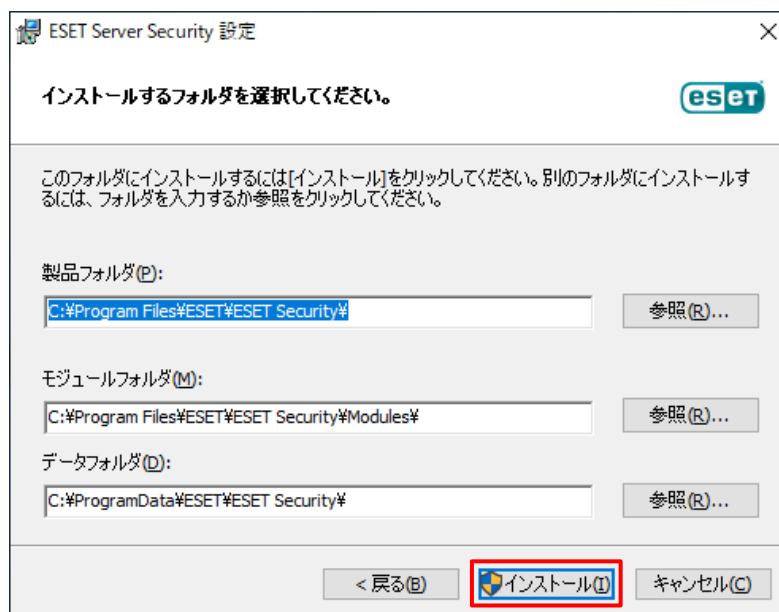 ESET Server Security 設定
インストールするフォルダを選択してください。
eseT
このフォルダにインストールするには[インストール]をクリックしてください。別のフォルダにインストールす
るには、フォルダを入力するか参照をクリックしてください。
製品フォルダ(P):
C:¥Program Files¥ESET¥ESET Security¥
参照(R)...
モジュールフォルダ(M):
C:¥Program Files¥ESET¥ESET Security¥Modules¥
参照(R)...
データフォルダ(D):
C:¥ProgramData¥ESET¥ESET Security¥
参照(R)...
< 戻る(B)
インストール(I)
キャンセル(C)